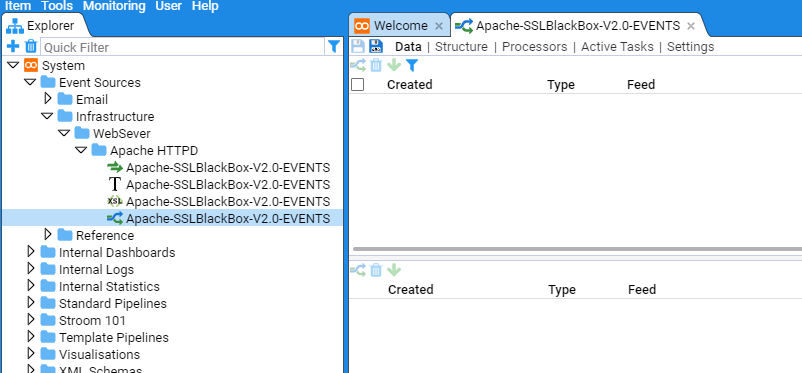 Item Tools Monitoring User Help
Explorer
Quick Filter
System
Event Sources
Email
Infrastructure
WebSever
Apache HTTPD
Apache-SSLBlackBox-V2.0-EVENTS
T Apache-SSLBlackBox-V2.0-EVENTS
XSL Apache-SSLBlackBox-V2.0-EVENTS
Apache-SSLBlackBox-V2.0-EVENTS
Reference
Internal Dashboards
Internal Logs
Internal Statistics
Standard Pipelines
Stroom 101
Template Pipelines
Visualisations
XML Schemas
Welcome × Apache-SSLBlackBox-V2.0-EVENTS ×
Data | Structure | Processors | Active Tasks | Settings
Created Type Feed
Created Type Feed